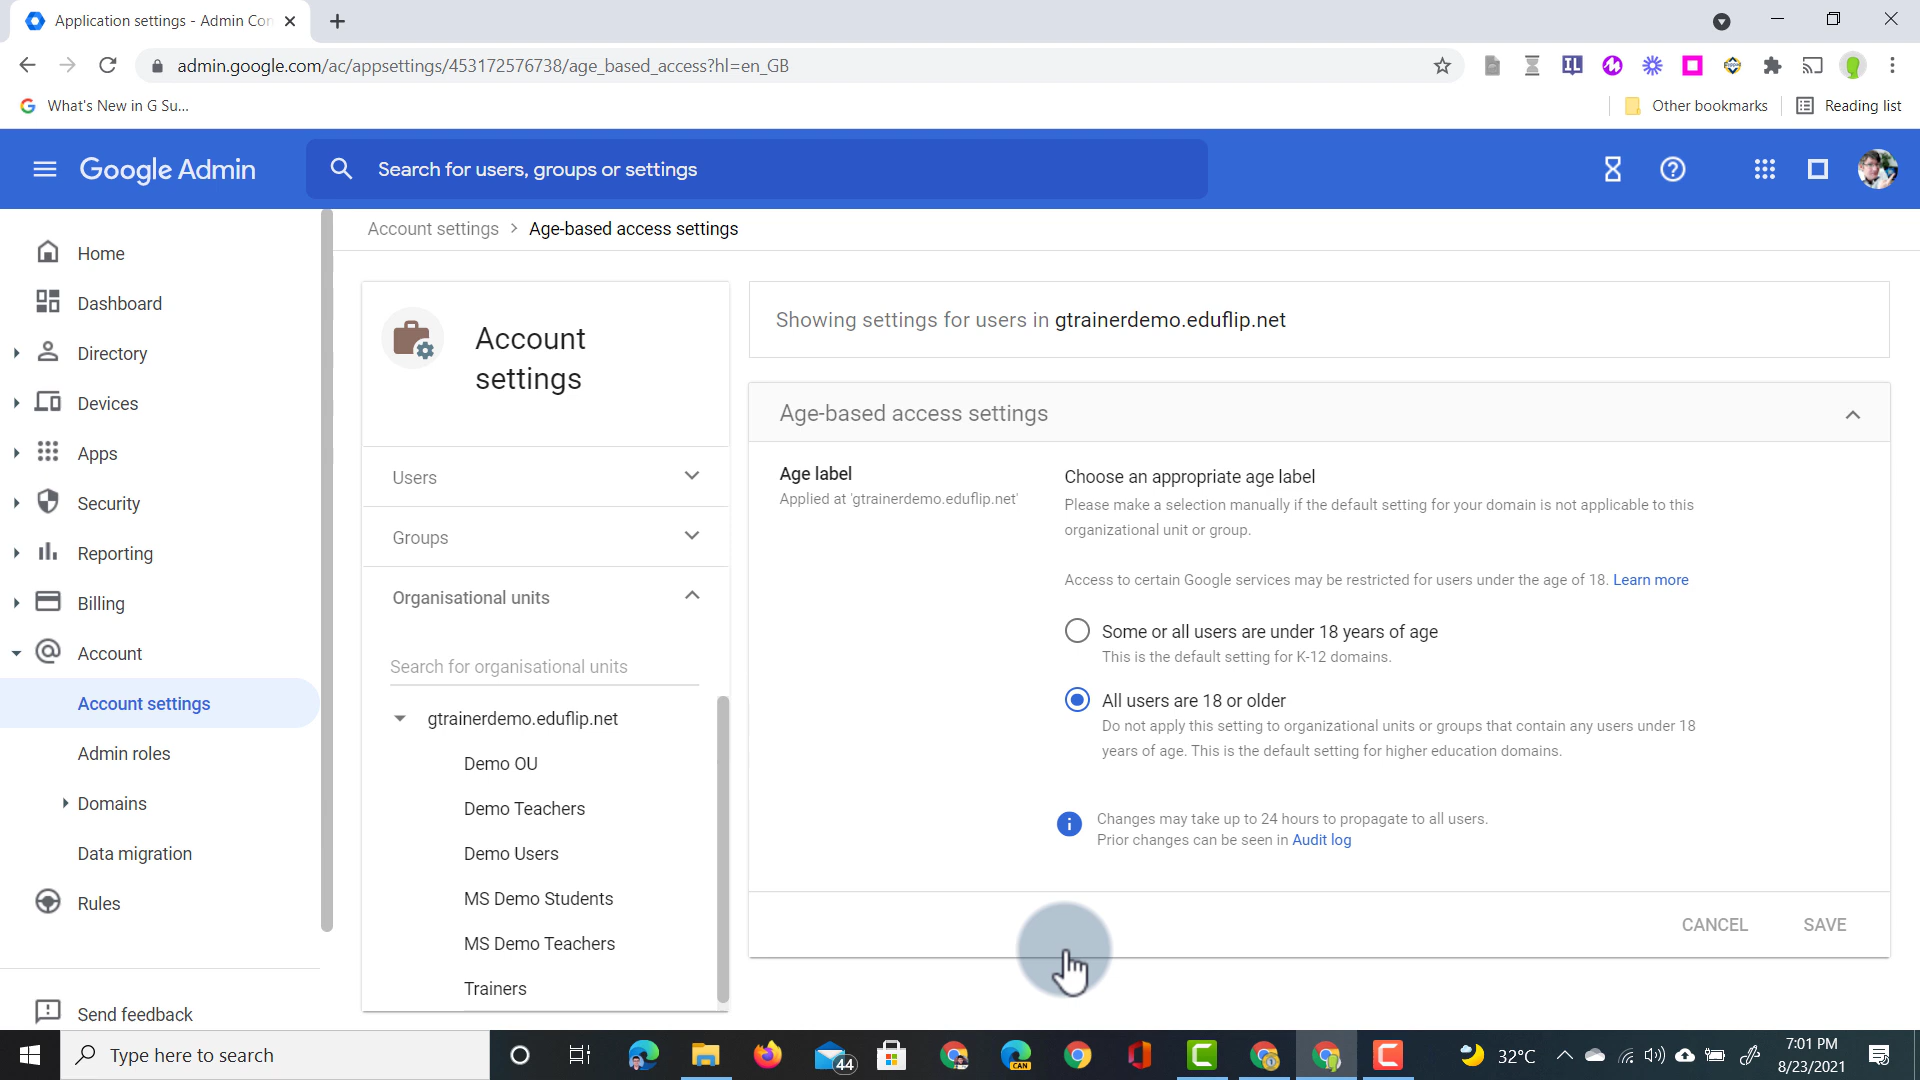 Application settings - Admin Con
admin.google.com/ac/appsettings/453172576738/age_based_access?hl=en_GB
IL
What's New in G Su...
Other bookmarks
Reading list
Google Admin
Search for users, groups or settings
Home
Dashboard
Directory
Devices
Apps
Security
Reporting
Billing
Account
Account settings
Admin roles
Domains
Data migration
Rules
Send feedback
Account settings > Age-based access settings
Account
settings
Users
Groups
Organisational units
Search for organisational units
gtrainerdemo.eduflip.net
Demo OU
Demo Teachers
Demo Users
MS Demo Students
MS Demo Teachers
Trainers
Showing settings for users in gtrainerdemo.eduflip.net
Age-based access settings
Age label
Applied at 'gtrainerdemo.eduflip.net'
Choose an appropriate age label
Please make a selection manually if the default setting for your domain is not applicable to this
organizational unit or group.
Access to certain Google services may be restricted for users under the age of 18. Learn more
Some or all users are under 18 years of age
This is the default setting for K-12 domains.
All users are 18 or older
Do not apply this setting to organizational units or groups that contain any users under 18
years of age. This is the default setting for higher education domains.
Changes may take up to 24 hours to propagate to all users.
Prior changes can be seen in Audit log
CANCEL
SAVE
Type here to search
44
CAN
32°C
7:01 PM
8/23/2021